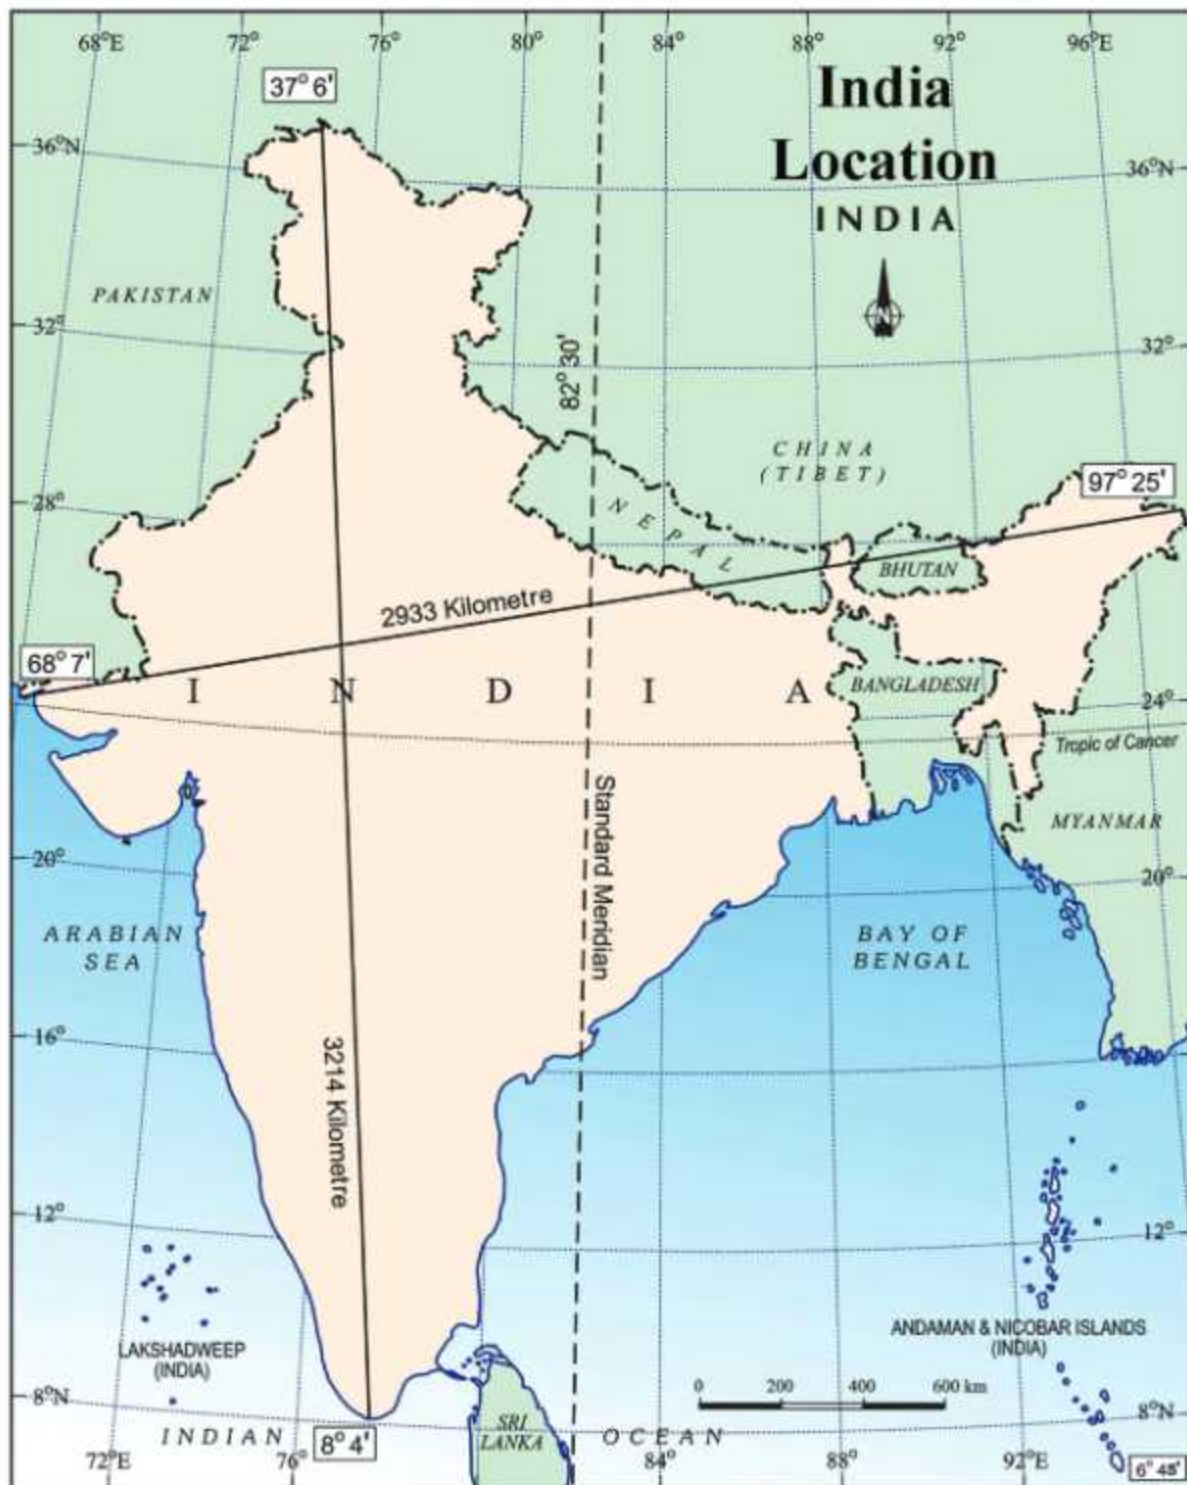 68°E 72° 76° 80° 84° 88° 92° 96°E
37° 6'
India
Location
INDIA
36°N
36°N
PAKISTAN
N
32°
32°
82° 30'
CHINA
(TIBET)
97° 25'
28°
NEPAL
BHUTAN
2933 Kilometre
68° 7'
INDIA
BANGLADESH
24°
Tropic of Cancer
Standard Meridian
MYANMAR
20°
20°
ARABIAN
SEA
BAY OF
BENGAL
16°
3214 Kilometre
12°
12°
LAKSHADWEEP
(INDIA)
ANDAMAN & NICOBAR ISLANDS
(INDIA)
0 200 400 600 km
8°N
8°N
INDIAN
8° 4'
SRI
LANKA
OCEAN
72°E 76° 84° 88° 92°E